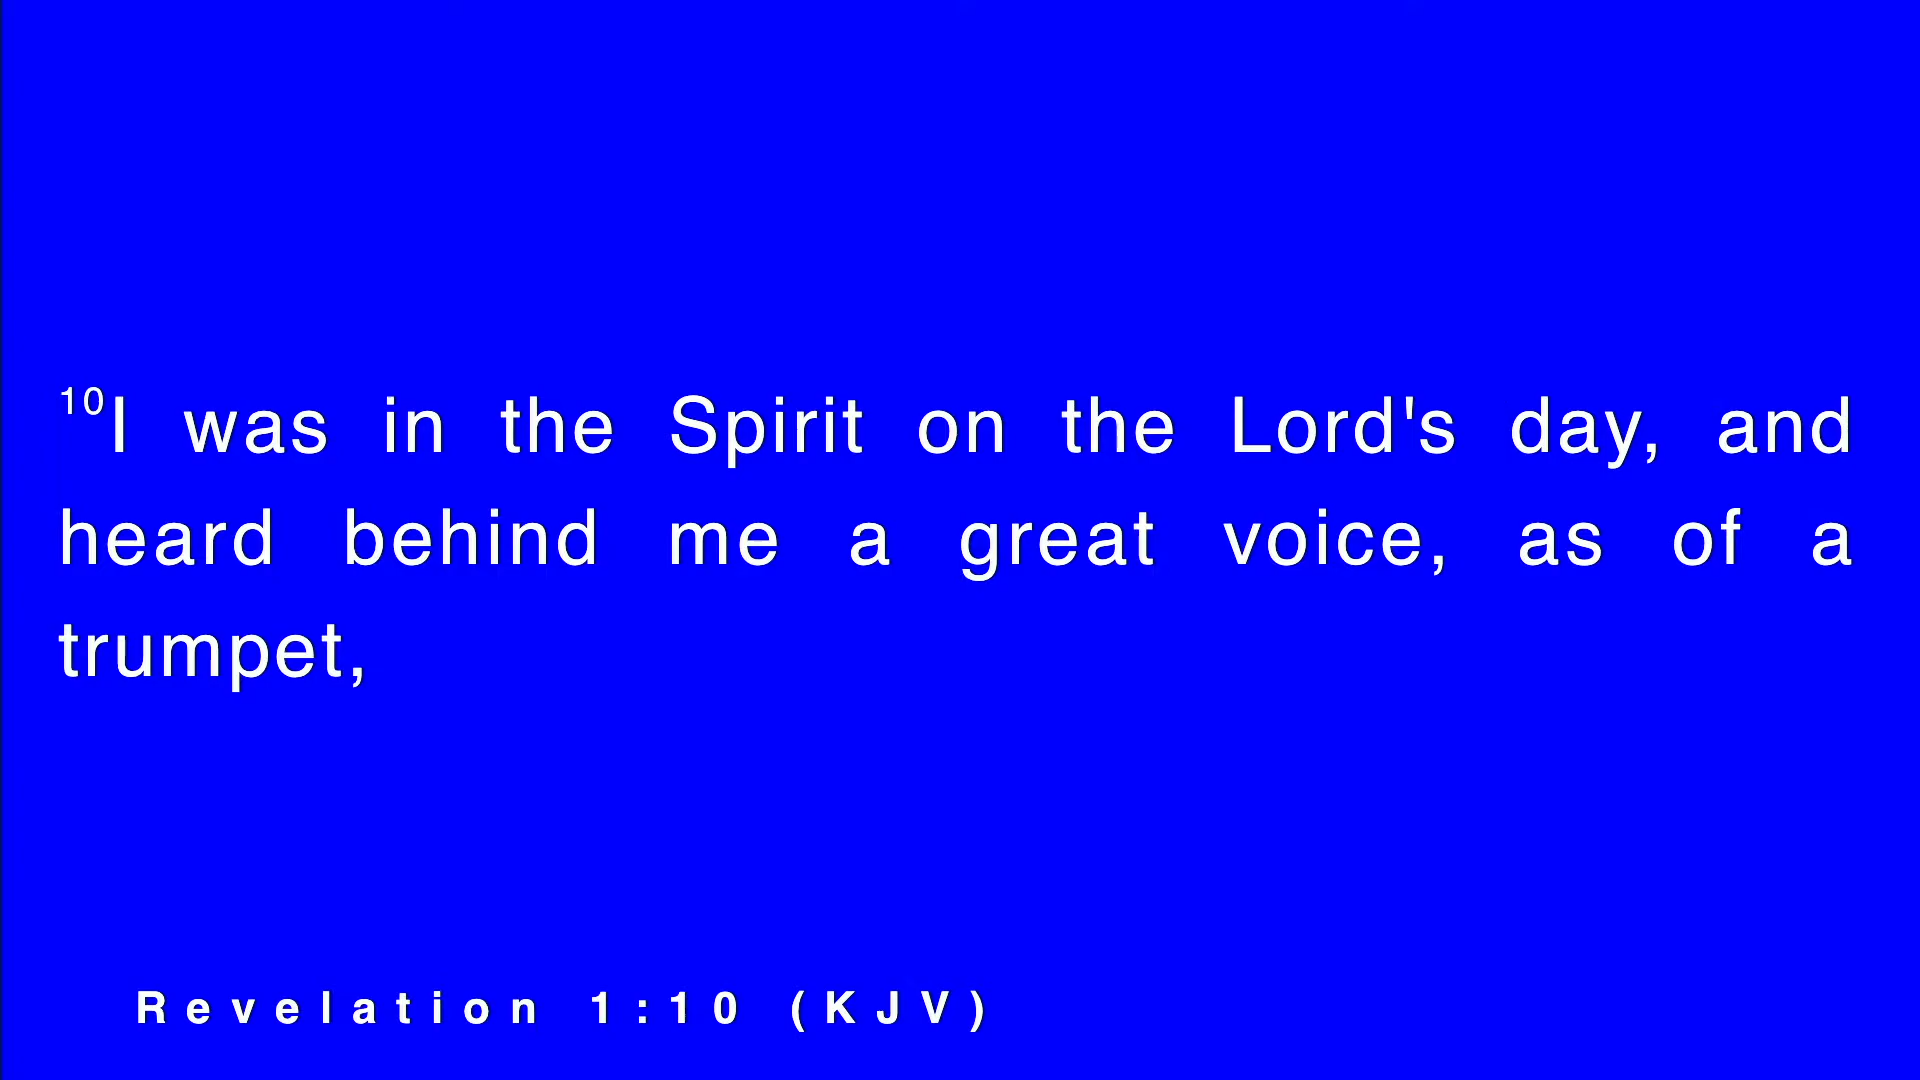 10I was in the Spirit on the Lord's day, and
heard behind me a great voice, as of a
trumpet,
Revelation 1:10 (KJV)